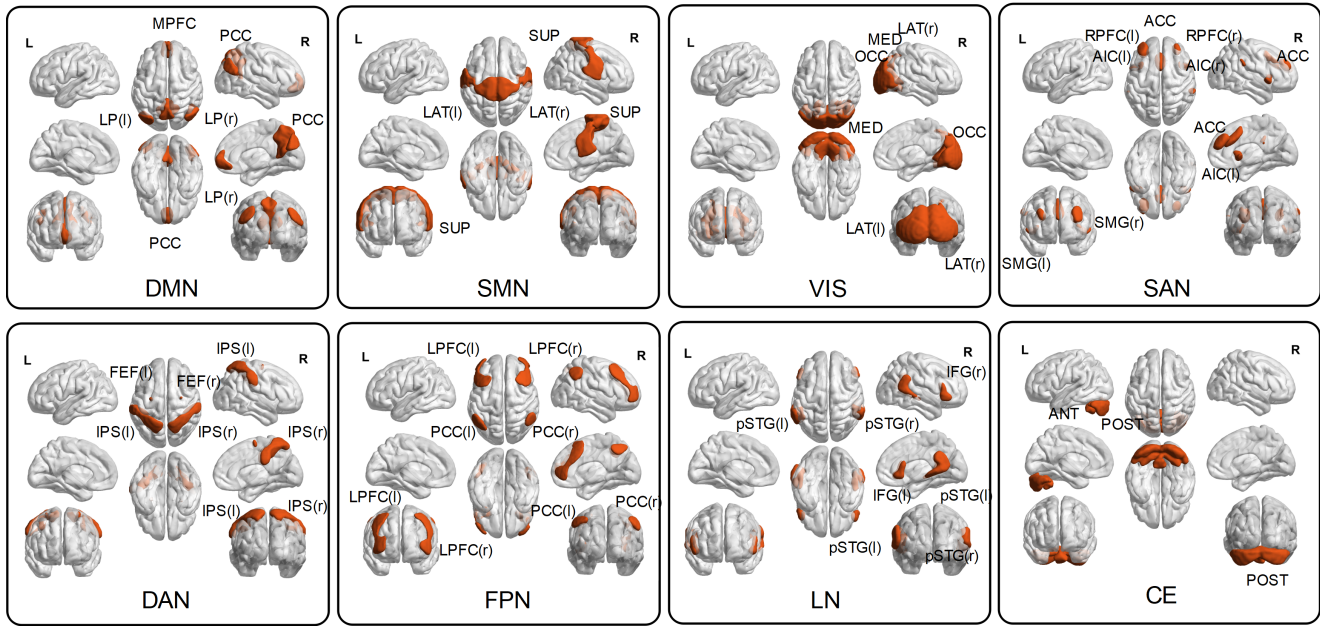 MPFC
L
PCC
R
LP(l)
LP(r)
PCC
LP(r)
PCC
DMN
L
SUP
R
LAT(l)
LAT(r)
SUP
SUP
SMN
L
LAT(r)
MED
R
OCC
MED
OCC
LAT(l)
LAT(r)
VIS
ACC
L
RPFC(l)
RPFC(r)
R
AIC(l)
AIC(r)
ACC
ACC
AIC(l)
SMG(r)
SMG(l)
SAN
IPS(l)
L
R
FEF(l)
FEF(r)
IPS(l)
IPS(r)
IPS(r)
IPS(l)
IPS(r)
DAN
LPFC(l)
LPFC(r)
L
R
PCC(l)
PCC(r)
LPFC(l)
PCC(l)
PCC(r)
LPFC(r)
FPN
L
R
IFG(r)
pSTG(l)
pSTG(r)
IFG(l)
pSTG(l)
pSTG(l)
pSTG(r)
LN
L
R
ANT
POST
POST
CE